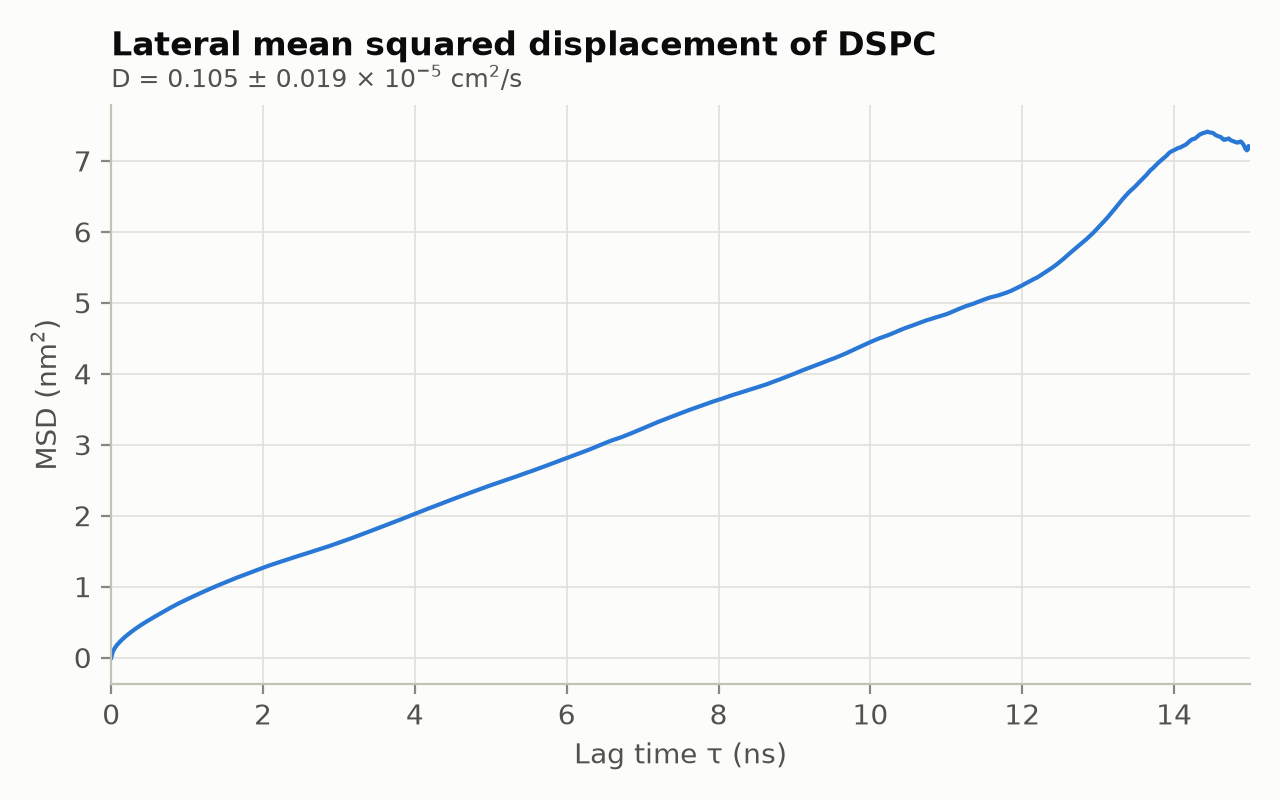 Lateral mean squared displacement of DSPC
D = 0.105 ± 0.019 × 10⁻⁵ cm²/s
MSD (nm²)
7
6
5
4
3
2
1
0
0 2 4 6 8 10 12 14
Lag time τ (ns)